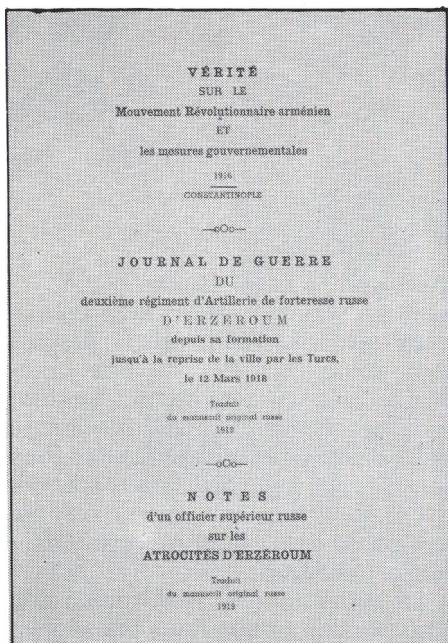 VÉRITÉ
SUR LE
Mouvement Révolutionnaire arménien
ET
les mesures gouvernementales
1916
CONSTANTINOPLE
—oOo—
JOURNAL DE GUERRE
DU
deuxième régiment d'Artillerie de forteresse russe
D'ERZEROUM
depuis sa formation
jusqu'à la reprise de la ville par les Turcs,
le 12 Mars 1918
Traduit
du manuscrit original russe
1919
—oOo—
NOTES
d'un officier supérieur russe
sur les
ATROCITÉS D'ERZÉROUM
Traduit
du manuscrit original russe
1919